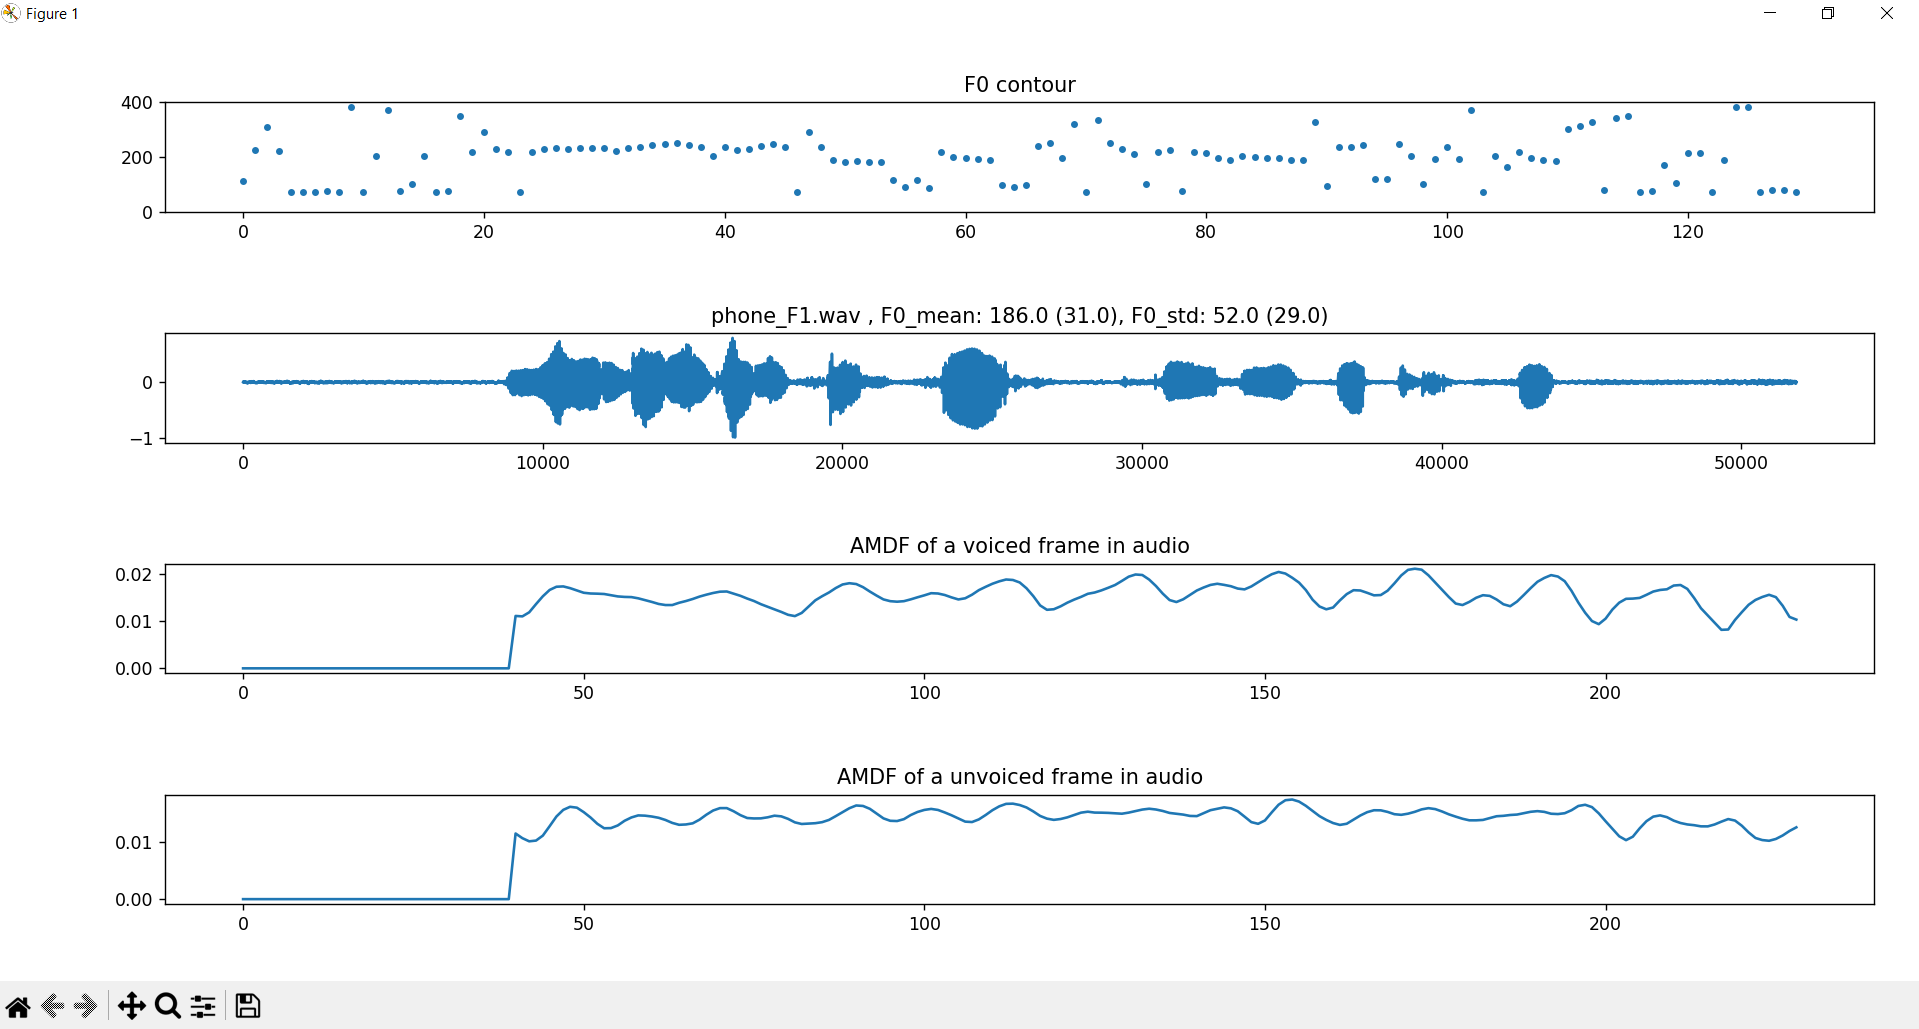 Figure 1
F0 contour
400
200
0
0 20 40 60 80 100 120
phone_F1.wav , F0_mean: 186.0 (31.0), F0_std: 52.0 (29.0)
0
−1
0 10000 20000 30000 40000 50000
AMDF of a voiced frame in audio
0.02
0.01
0.00
0 50 100 150 200
AMDF of a unvoiced frame in audio
0.01
0.00
0 50 100 150 200